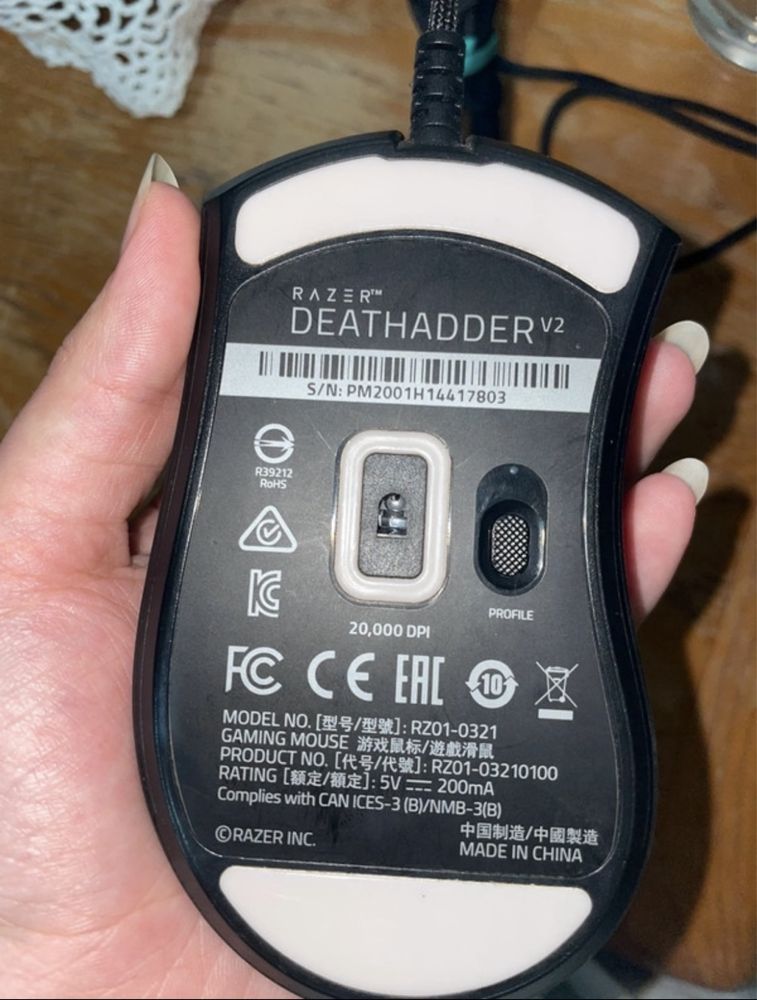 RAZER™
DEATHADDER V2
S/N: PM2001H14417803
R39212
RoHS
20,000 DPI
PROFILE
FC CE EAC 10
MODEL NO. [型号/型號]: RZ01-0321
GAMING MOUSE 游戏鼠标/遊戲滑鼠
PRODUCT NO. [代号/代號]: RZ01-03210100
RATING [额定/額定]: 5V ⎓ 200mA
Complies with CAN ICES-3 (B)/NMB-3(B)
©RAZER INC.
中国制造/中國製造
MADE IN CHINA